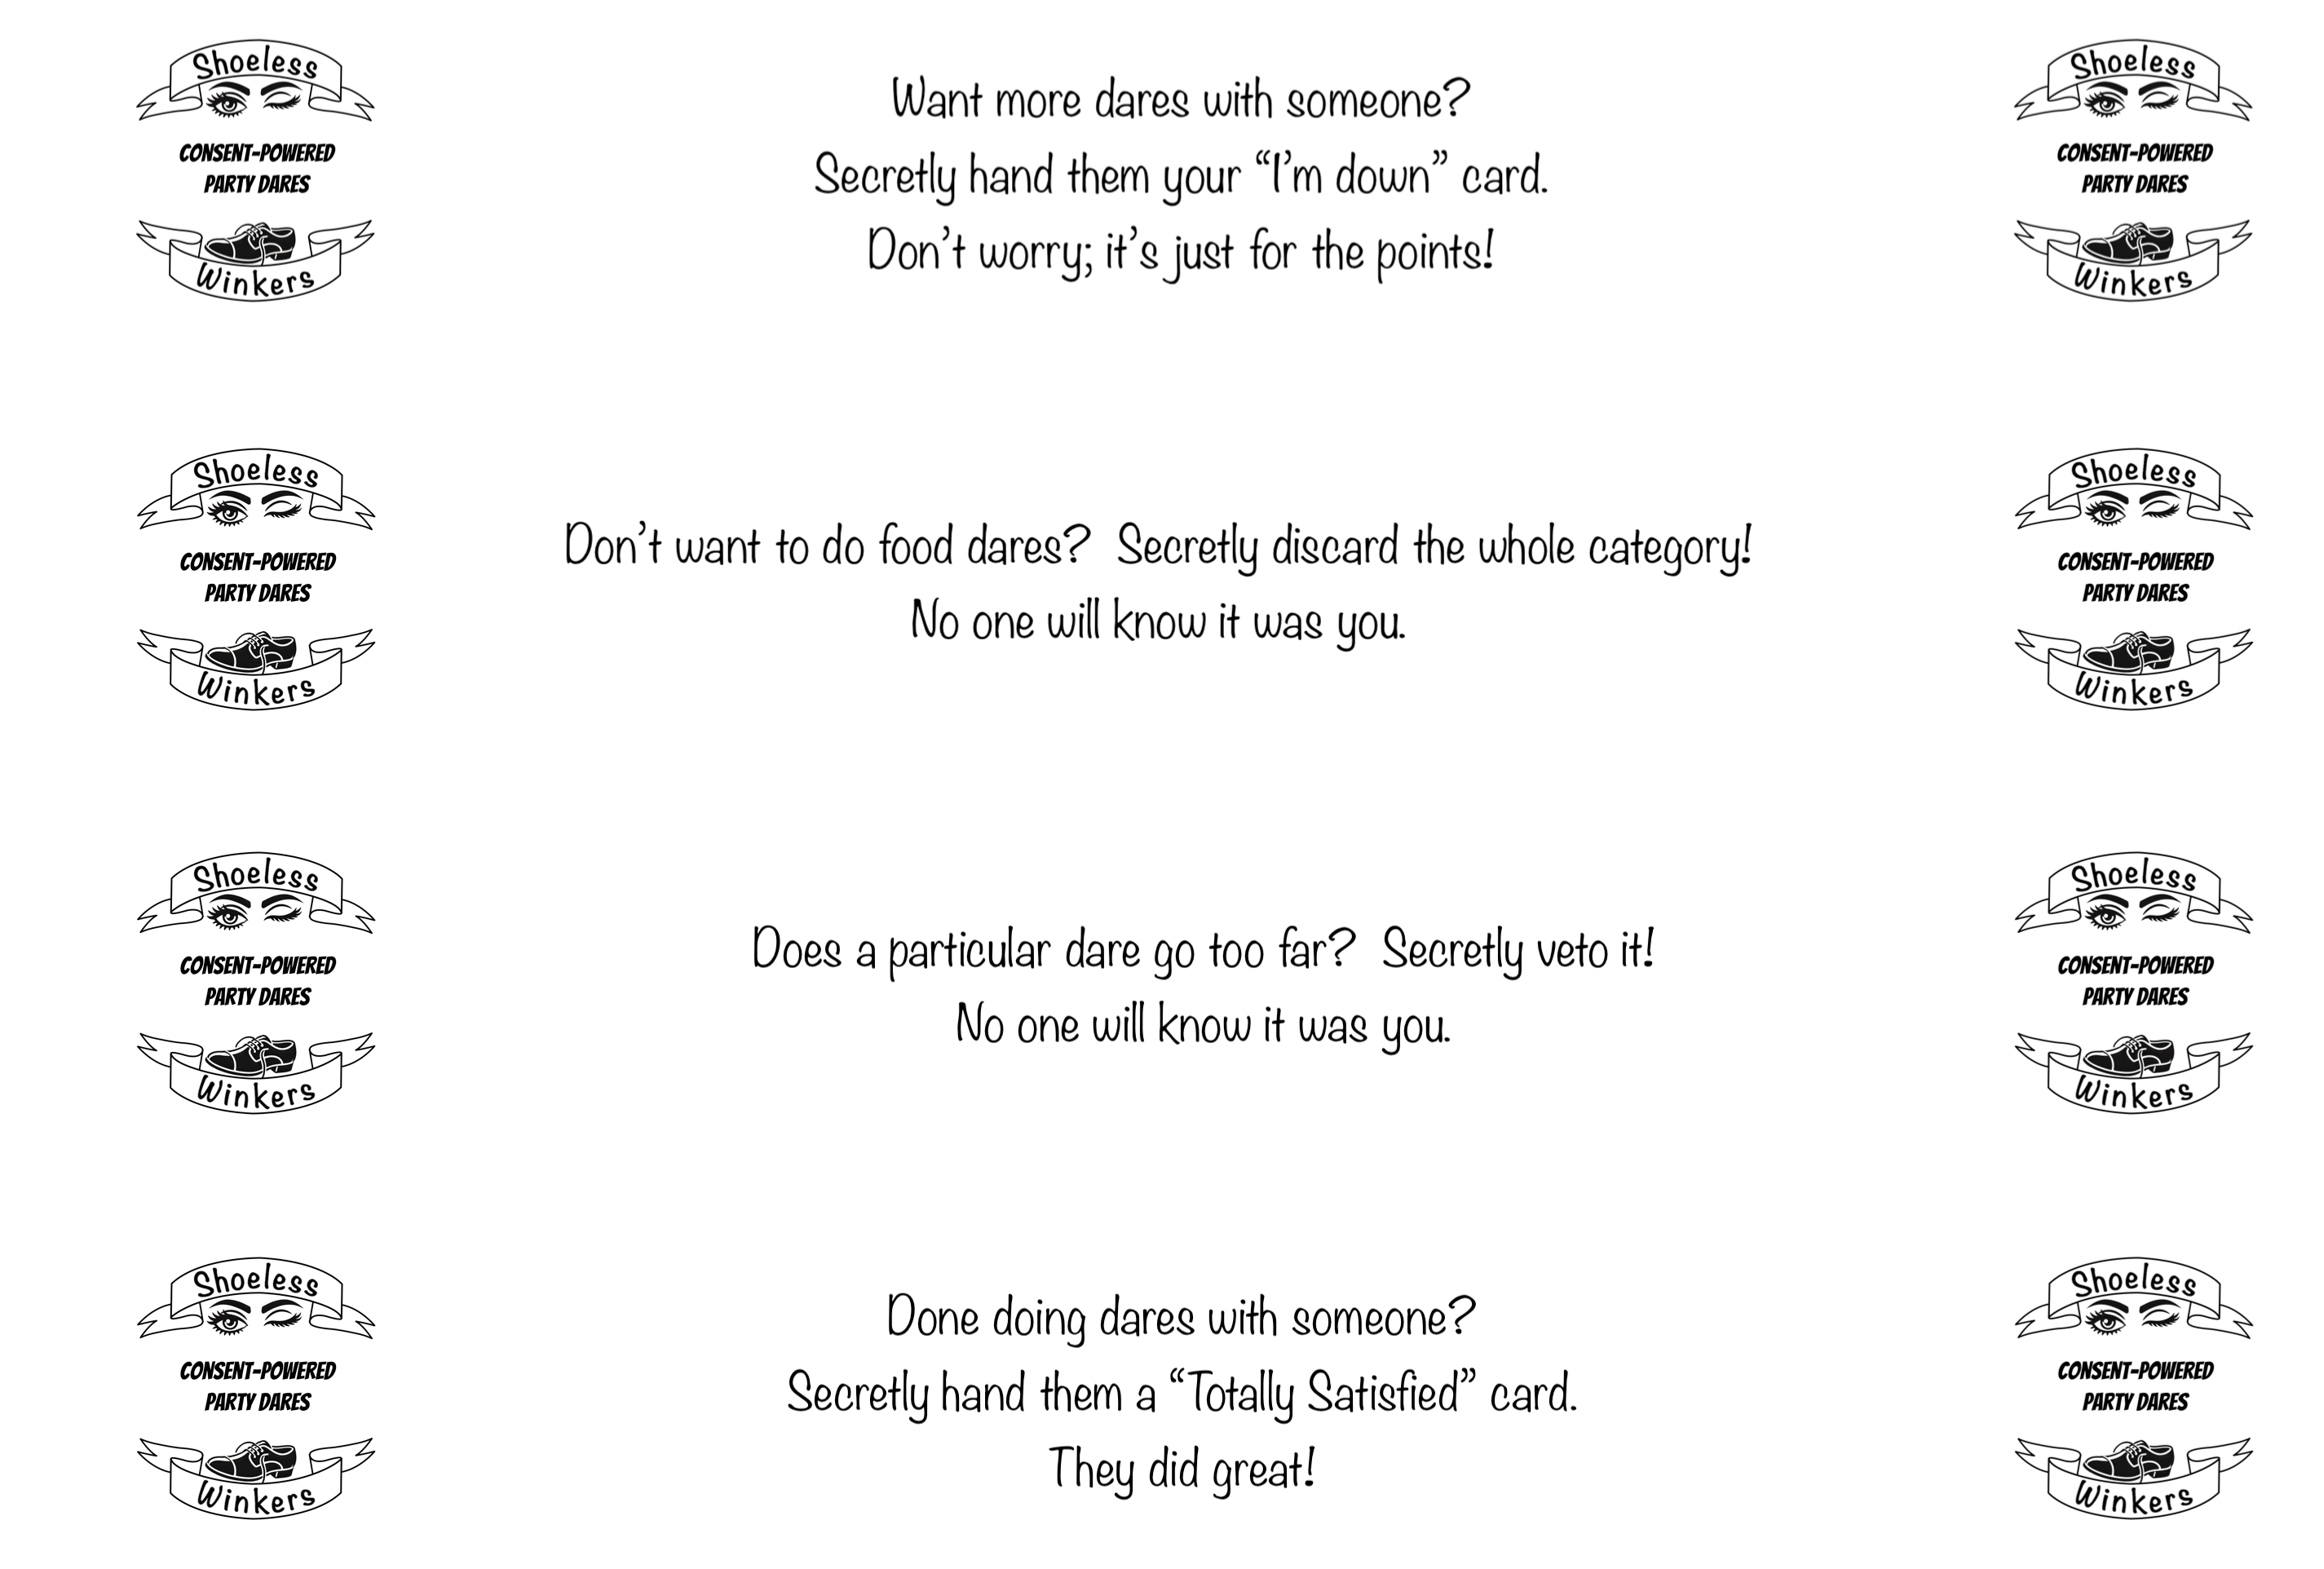 Shoeless
CONSENT-POWERED
PARTY DARES
Winkers
Want more dares with someone?
Secretly hand them your “I’m down” card.
Don’t worry; it’s just for the points!
Shoeless
CONSENT-POWERED
PARTY DARES
Winkers
Shoeless
CONSENT-POWERED
PARTY DARES
Winkers
Don’t want to do food dares?  Secretly discard the whole category!
No one will know it was you.
Shoeless
CONSENT-POWERED
PARTY DARES
Winkers
Shoeless
CONSENT-POWERED
PARTY DARES
Winkers
Does a particular dare go too far?  Secretly veto it!
No one will know it was you.
Shoeless
CONSENT-POWERED
PARTY DARES
Winkers
Shoeless
CONSENT-POWERED
PARTY DARES
Winkers
Done doing dares with someone?
Secretly hand them a “Totally Satisfied” card.
They did great!
Shoeless
CONSENT-POWERED
PARTY DARES
Winkers